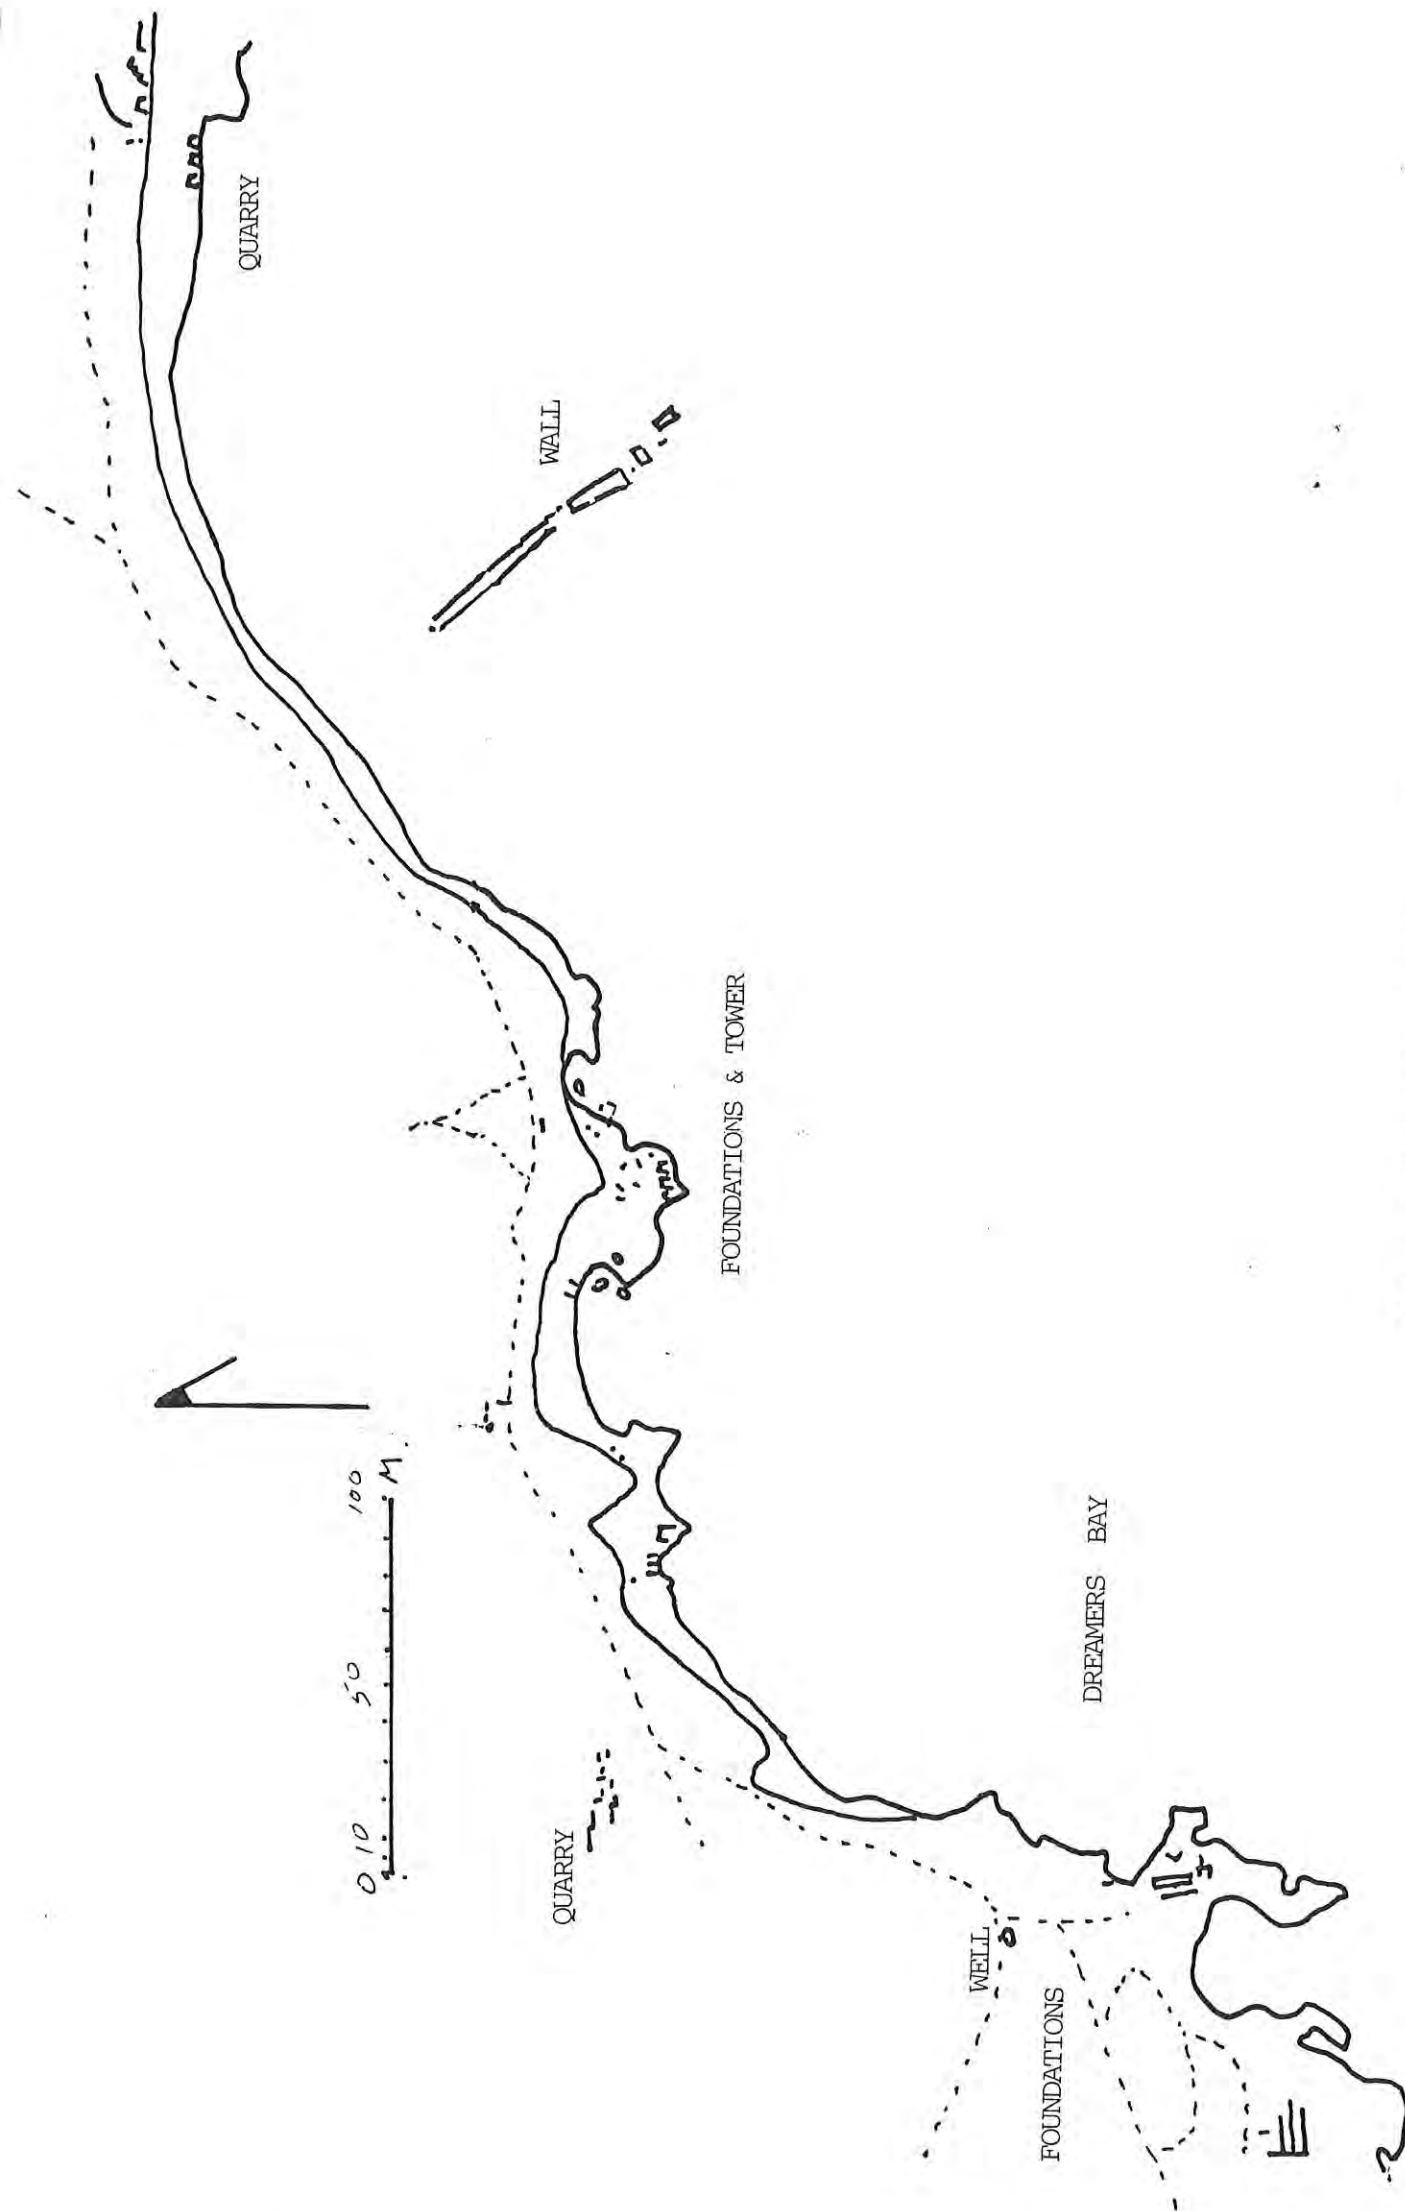 QUARRY
WALL
FOUNDATIONS & TOWER
0 10 50 100
M.
QUARRY
DREAMERS BAY
WELL
FOUNDATIONS